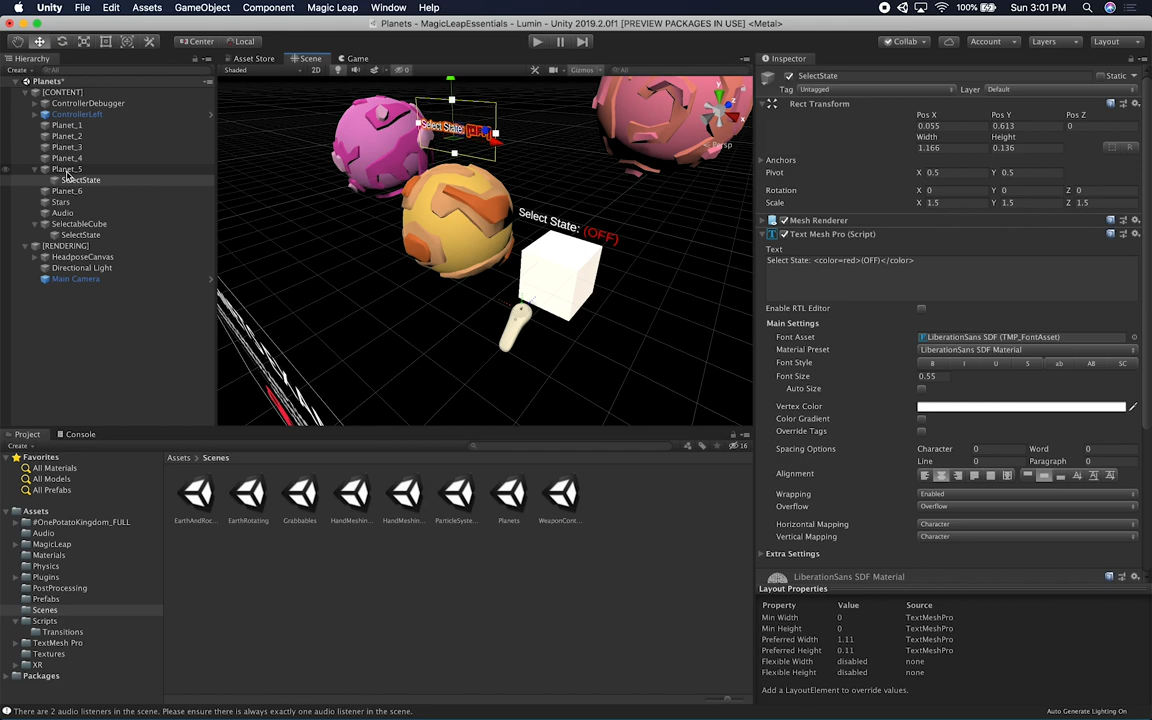 Unity File Edit Assets GameObject Component Magic Leap Window Help
100% Sun 3:01 PM
Planets - MagicLeapEssentials - Lumin - Unity 2019.2.0f1 [PREVIEW PACKAGES IN USE] <Metal>
Center Local
Collab Account Layers Layout
Hierarchy
Create All
Planets*
[CONTENT]
ControllerDebugger
ControllerLeft
Planet_1
Planet_2
Planet_3
Planet_4
Planet_5
SelectState
Planet_6
Stars
Audio
SelectableCube
SelectState
[RENDERING]
HeadposeCanvas
Directional Light
Main Camera
Asset Store Scene Game
Shaded 2D 0 Gizmos All
Select State:
Select State: (OFF)
y
z
x
Persp
Inspector
SelectState Static
Tag Untagged Layer Default
Rect Transform
Pos X Pos Y Pos Z
0.055 0.613 0
Width Height
1.166 0.136
R
Anchors
Pivot X 0.5 Y 0.5
Rotation X 0 Y 0 Z 0
Scale X 1.5 Y 1.5 Z 1.5
Mesh Renderer
Text Mesh Pro (Script)
Text
Select State: <color=red>(OFF)</color>
Enable RTL Editor
Main Settings
Font Asset LiberationSans SDF (TMP_FontAsset)
Material Preset LiberationSans SDF Material
Font Style B I U S ab AB SC
Font Size 0.55
Auto Size
Vertex Color
Color Gradient
Override Tags
Spacing Options Character 0 Word 0
Line 0 Paragraph 0
Alignment
Wrapping Enabled
Overflow Overflow
Horizontal Mapping Character
Vertical Mapping Character
Extra Settings
LiberationSans SDF Material
Layout Properties
Property Value Source
Min Width 0 TextMeshPro
Min Height 0 TextMeshPro
Preferred Width 1.11 TextMeshPro
Preferred Height 0.11 TextMeshPro
Flexible Width disabled none
Flexible Height disabled none
Add a LayoutElement to override values.
Project Console
Create 16
Favorites
All Materials
All Models
All Prefabs
Assets
#OnePotatoKingdom_FULL
Audio
MagicLeap
Materials
Physics
Plugins
PostProcessing
Prefabs
Scenes
Scripts
Transitions
TextMesh Pro
Textures
XR
Packages
Assets > Scenes
EarthAndRoc... EarthRotating Grabbables HandMeshin... HandMeshin... ParticleSyste... Planets WeaponCont...
There are 2 audio listeners in the scene. Please ensure there is always exactly one audio listener in the scene.
Auto Generate Lighting On